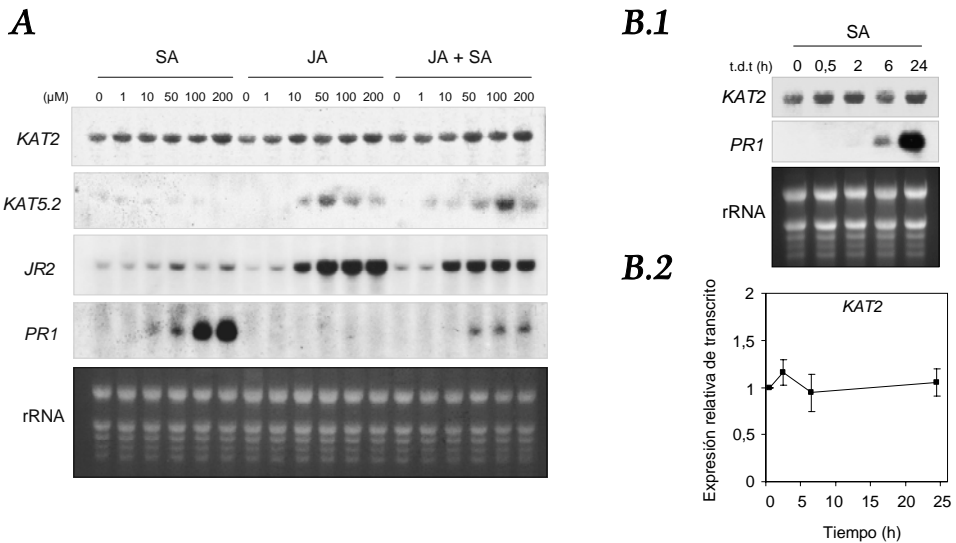 A
SA JA JA + SA
(µM) 0 1 10 50 100 200 0 1 10 50 100 200 0 1 10 50 100 200
KAT2
KAT5.2
JR2
PR1
rRNA
B.1
SA
t.d.t (h) 0 0,5 2 6 24
KAT2
PR1
rRNA
B.2
KAT2
Expresión relativa de transcrito
2
1,5
1
0,5
0
0 5 10 15 20 25
Tiempo (h)